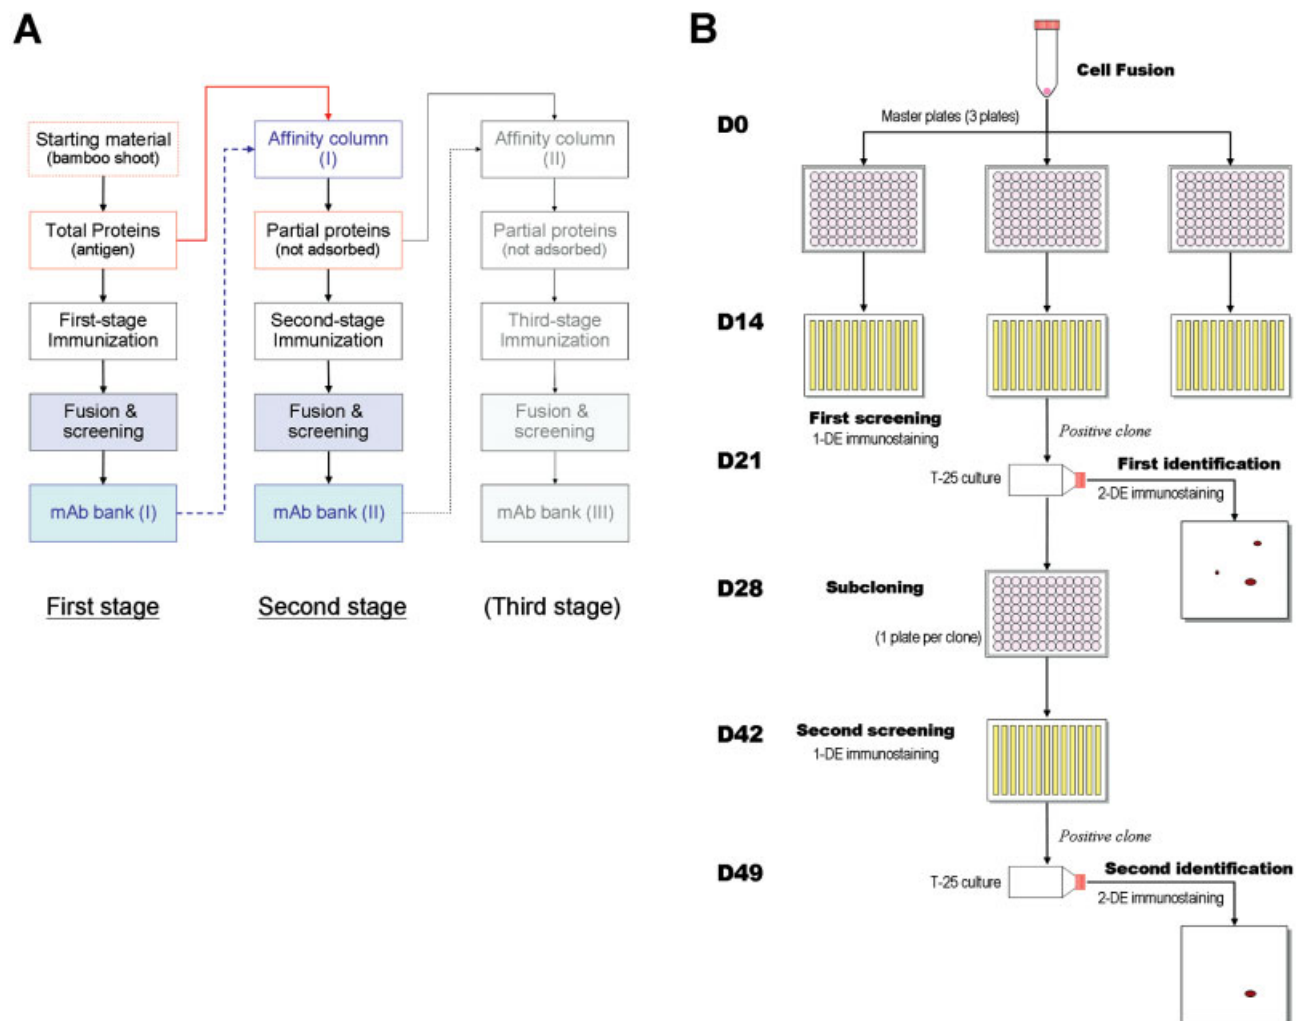 A
Starting material
(bamboo shoot)
Total Proteins
(antigen)
First-stage
Immunization
Fusion &
screening
mAb bank (I)
First stage
Affinity column
(I)
Partial proteins
(not adsorbed)
Second-stage
Immunization
Fusion &
screening
mAb bank (II)
Second stage
Affinity column
(II)
Partial proteins
(not adsorbed)
Third-stage
Immunization
Fusion &
screening
mAb bank (III)
(Third stage)
B
Cell Fusion
D0
Master plates (3 plates)
D14
First screening
1-DE immunostaining
Positive clone
D21
T-25 culture
First identification
2-DE immunostaining
D28
Subcloning
(1 plate per clone)
D42
Second screening
1-DE immunostaining
Positive clone
D49
T-25 culture
Second identification
2-DE immunostaining